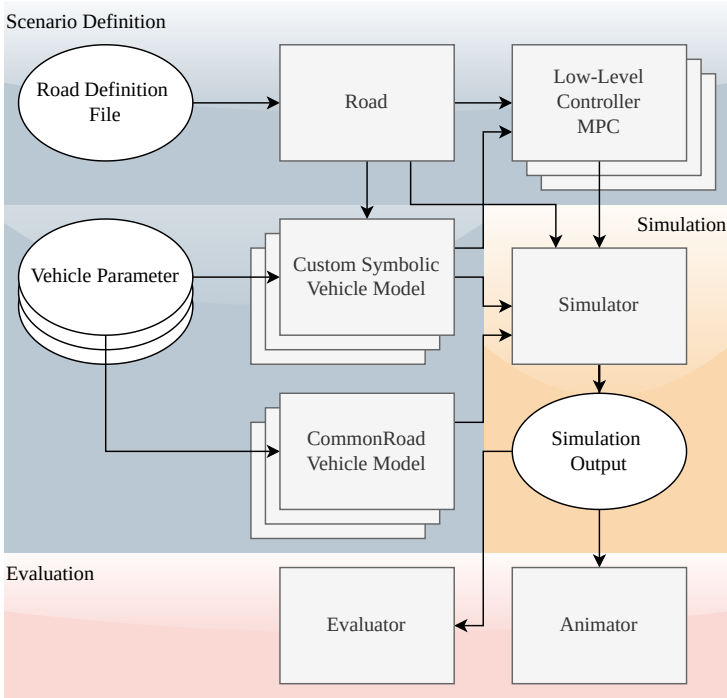 Scenario Definition
Road Definition
File
Road
Low-Level
Controller
MPC
Vehicle Parameter
Custom Symbolic
Vehicle Model
Simulation
Simulator
CommonRoad
Vehicle Model
Simulation
Output
Evaluation
Evaluator
Animator